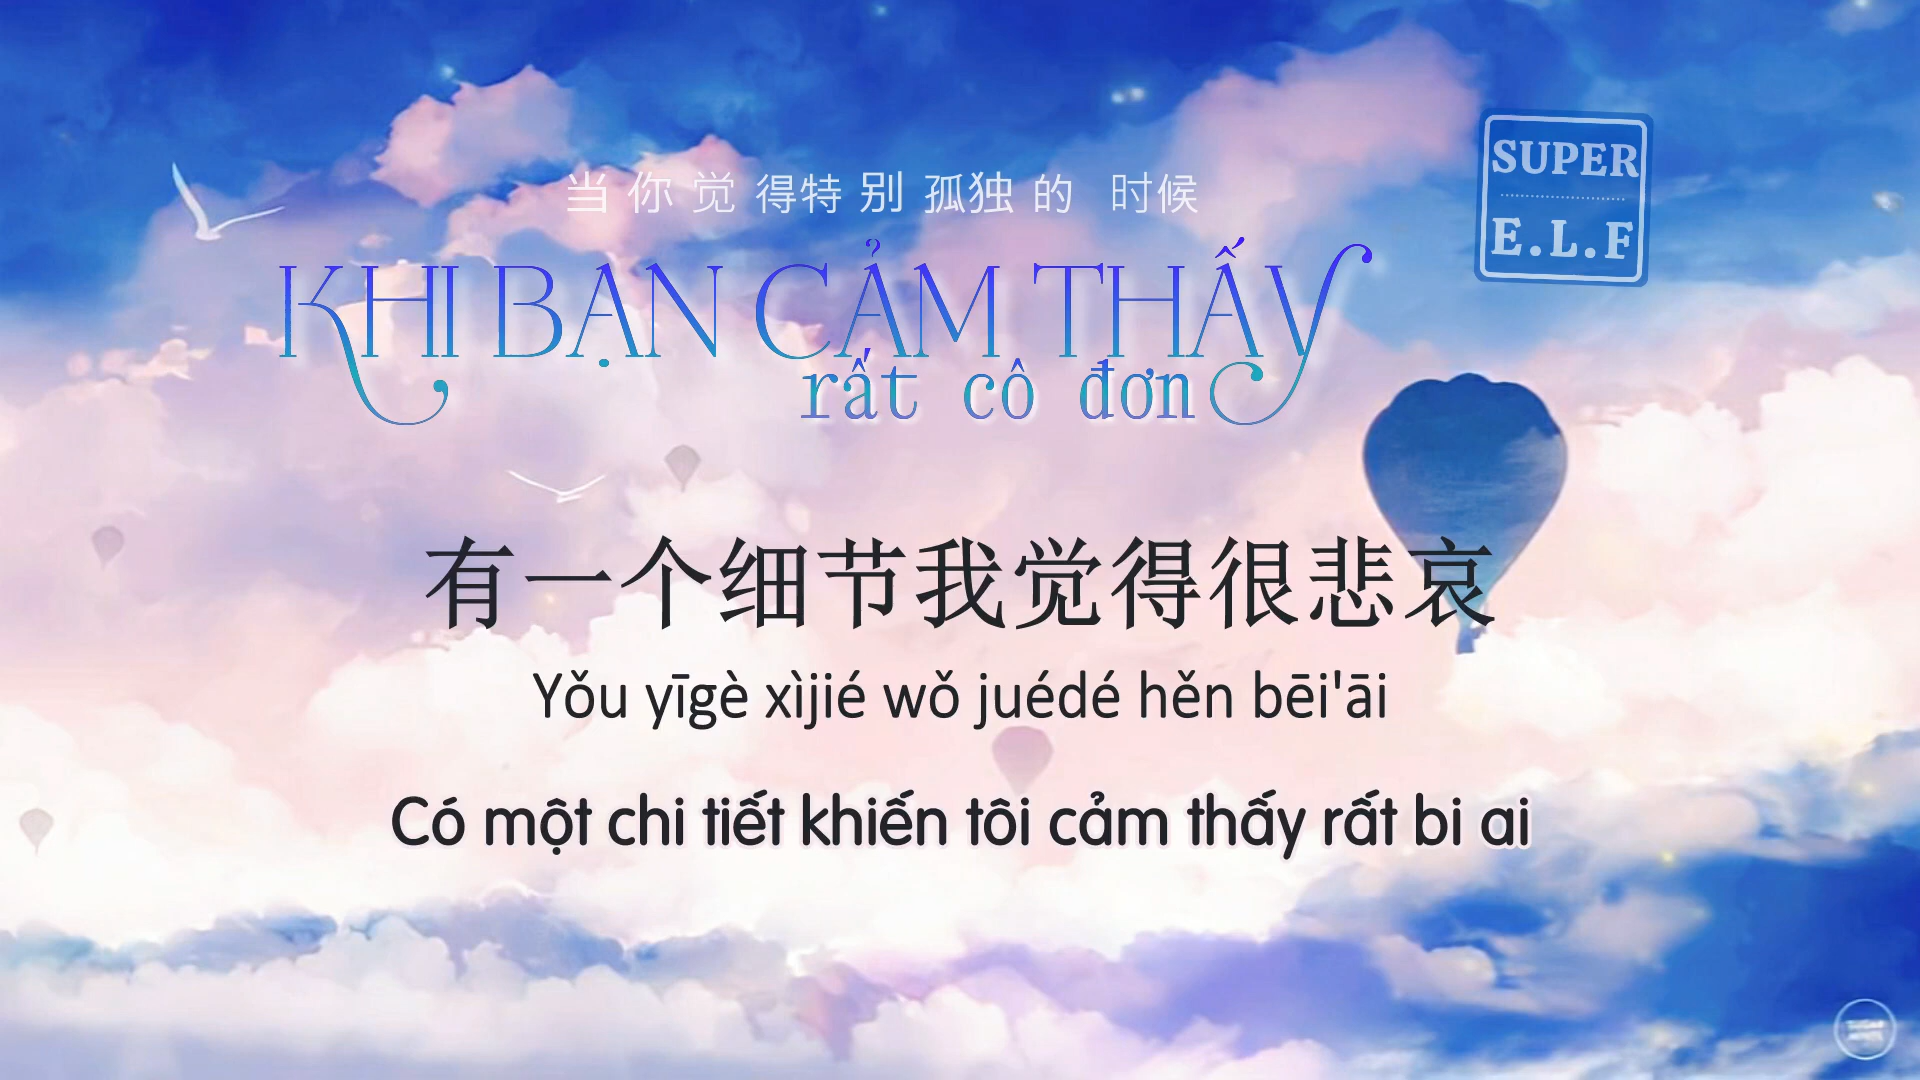 当你觉得特别孤独的 时候
SUPER
E.L.F
KHI BẠN CẢM THẤY
rất cô đơn
有一个细节我觉得很悲哀
Yǒu yīgè xìjié wǒ juédé hěn bēi'āi
Có một chi tiết khiến tôi cảm thấy rất bi ai